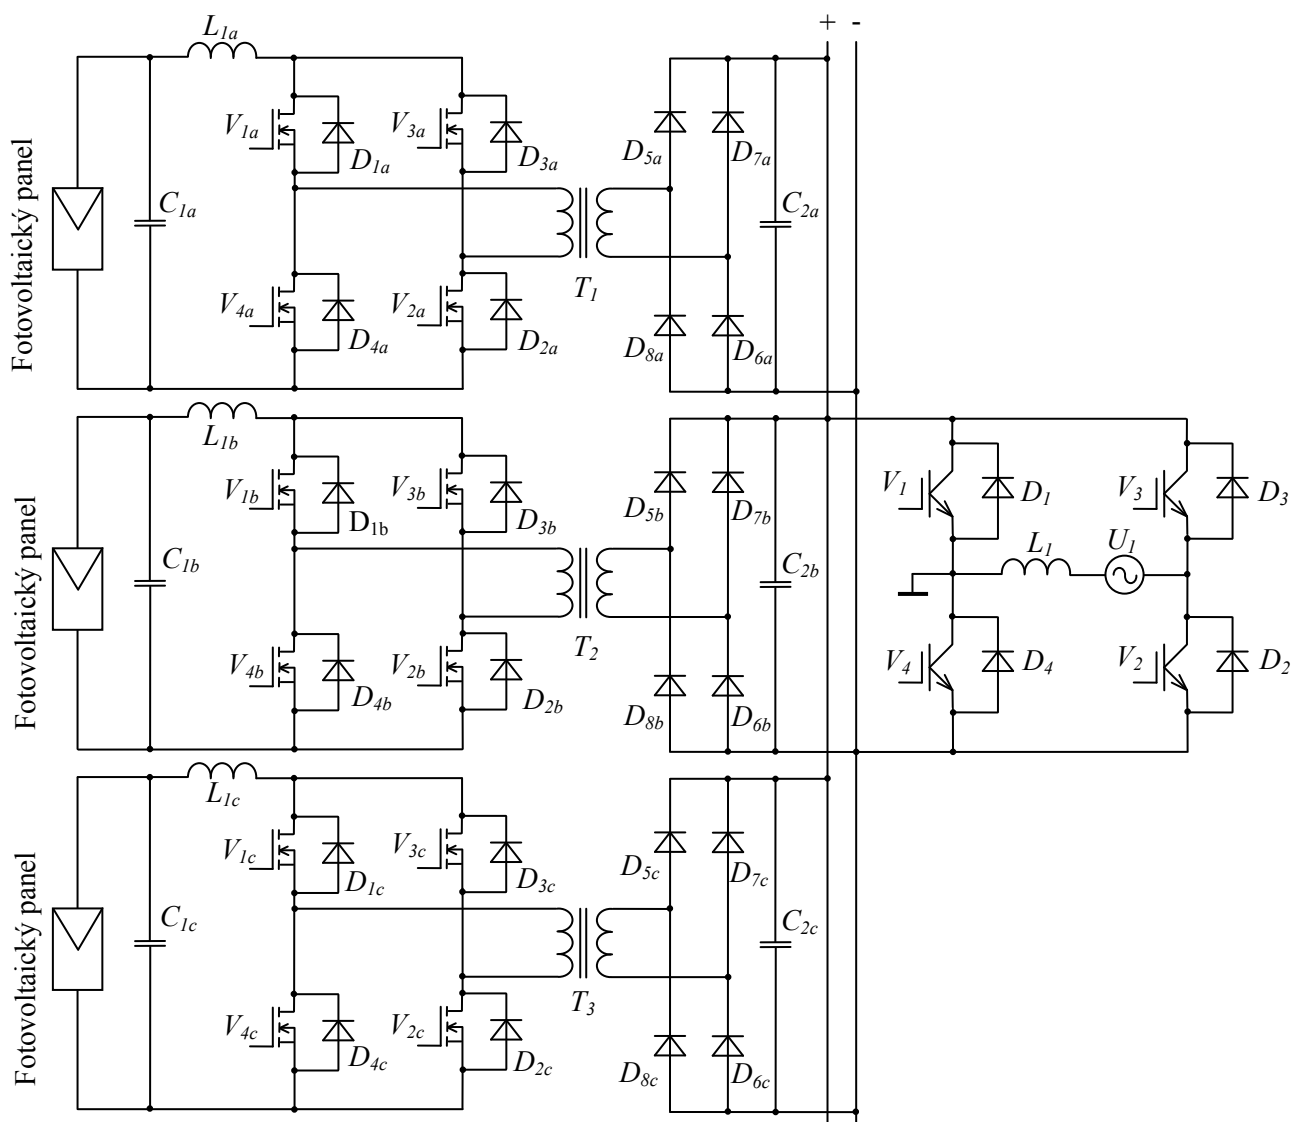 + -
L1a
V1a
D1a
V3a
D3a
Fotovoltaický panel
C1a
T1
V4a
D4a
V2a
D2a
D5a
D7a
C2a
D8a
D6a
L1b
V1b
D1b
V3b
D3b
Fotovoltaický panel
C1b
T2
V4b
D4b
V2b
D2b
D5b
D7b
C2b
D8b
D6b
V1
D1
V3
D3
L1
U1
V4
D4
V2
D2
L1c
V1c
D1c
V3c
D3c
Fotovoltaický panel
C1c
T3
V4c
D4c
V2c
D2c
D5c
D7c
C2c
D8c
D6c